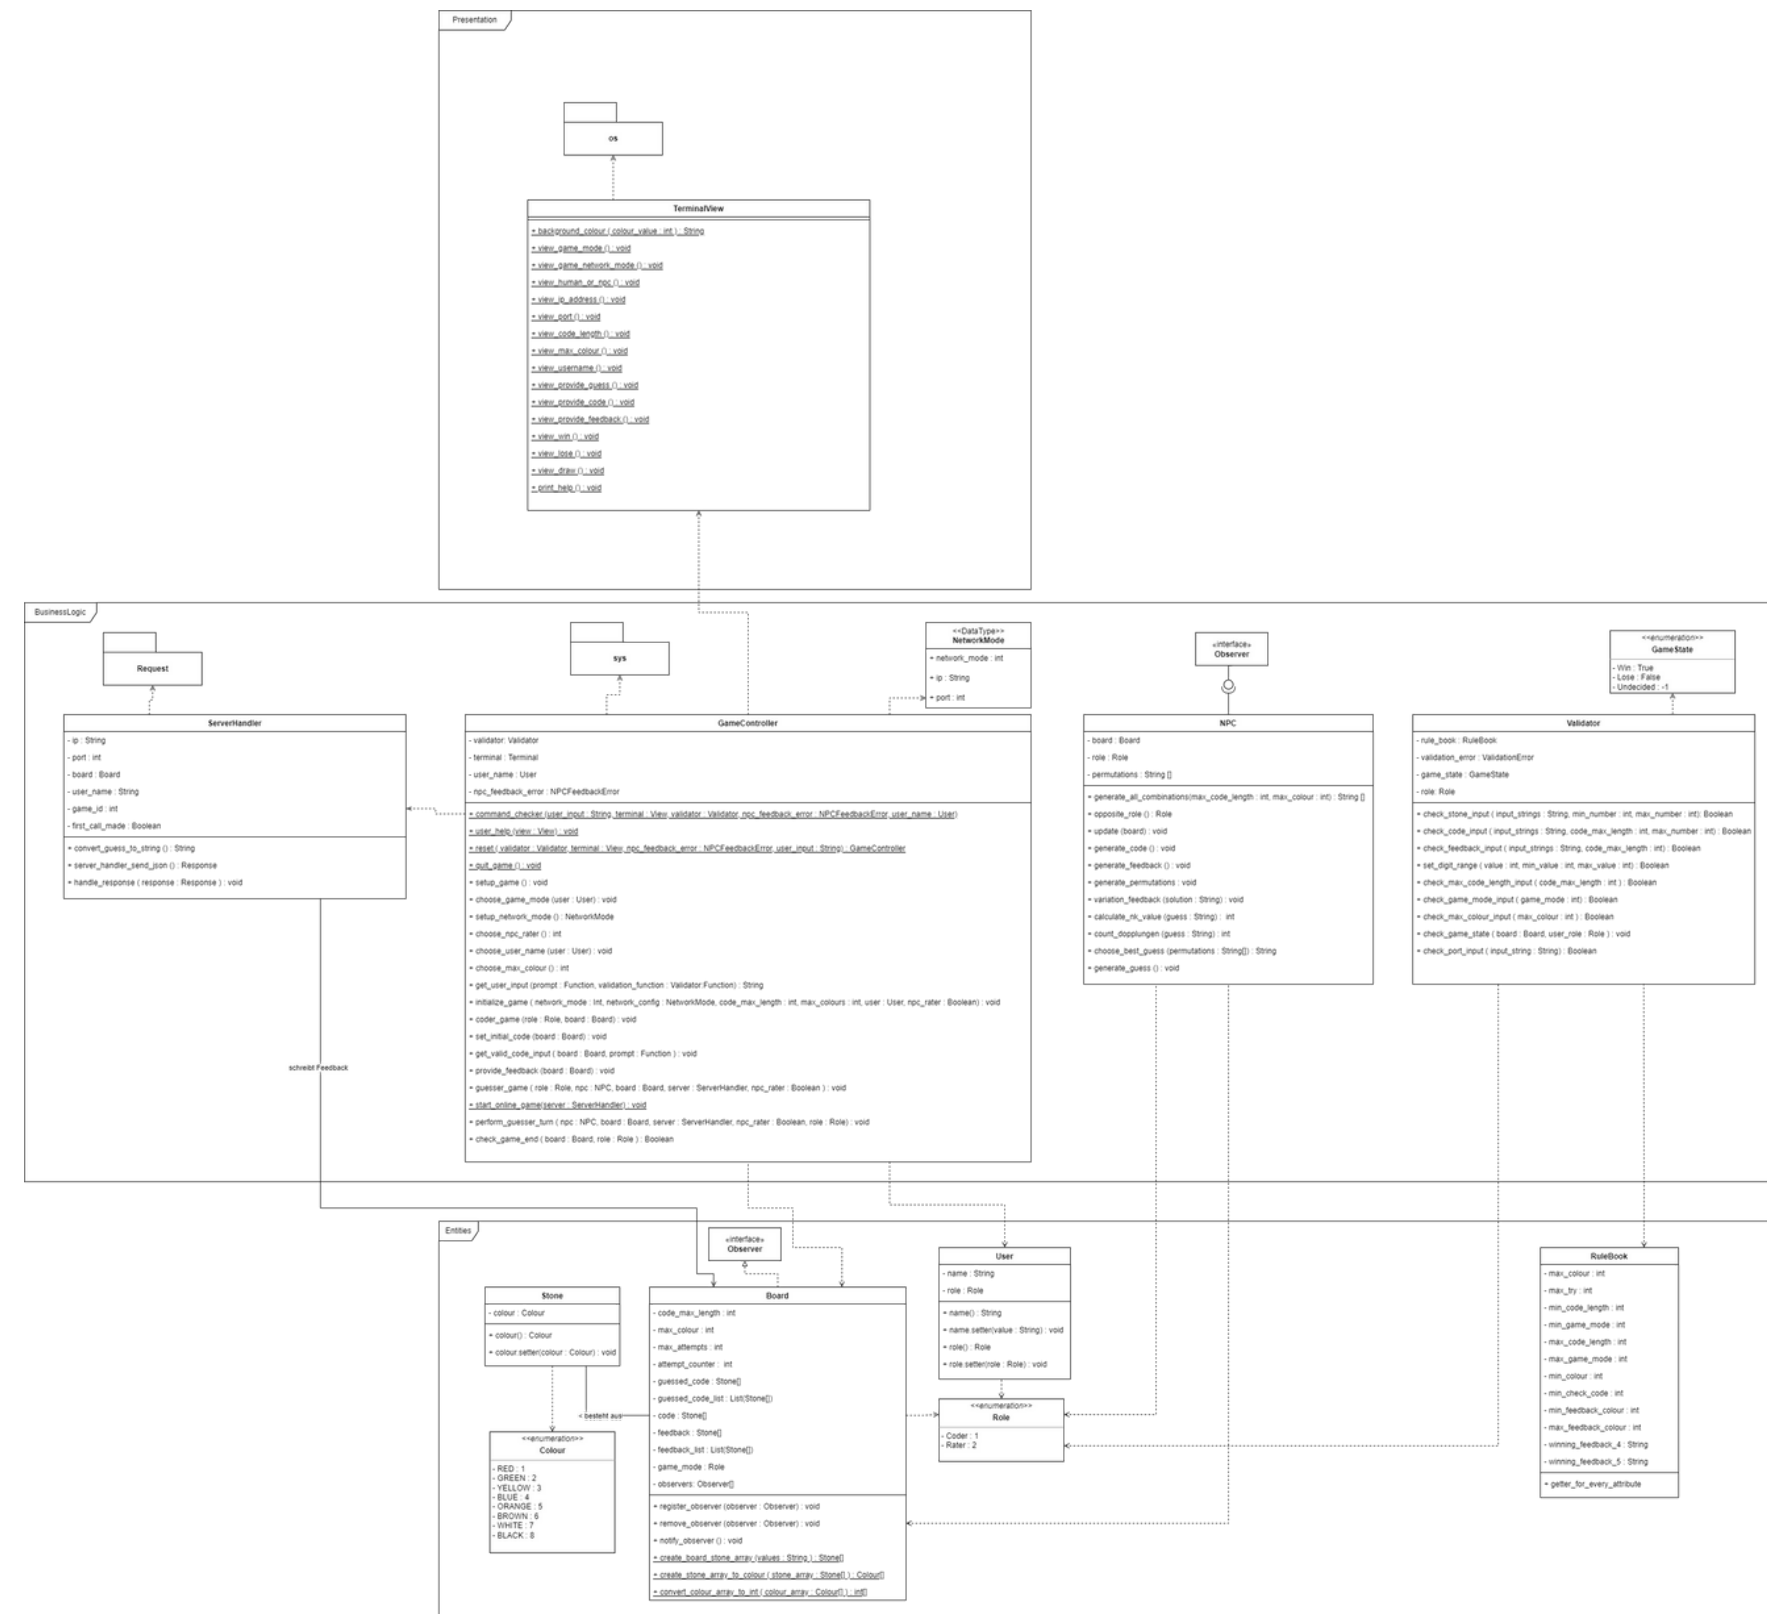 Presentation
os
TerminalView
+ background_colour ( colour_value : int ) : String
+ view_game_mode () : void
+ view_game_network_mode () : void
+ view_human_or_npc () : void
+ view_ip_address () : void
+ view_port () : void
+ view_code_length () : void
+ view_max_colour () : void
+ view_username () : void
+ view_provide_guess () : void
+ view_provide_code () : void
+ view_provide_feedback () : void
+ view_win () : void
+ view_lose () : void
+ view_draw () : void
+ print_help () : void
BusinessLogic
Request
ServerHandler
- ip : String
- port : int
- board : Board
- user_name : String
- game_id : int
- first_call_made : Boolean
+ convert_guess_to_string () : String
+ server_handler_send_json () : Response
+ handle_response ( response : Response ) : void
schreibt Feedback
sys
<<DataType>>
NetworkMode
+ network_mode : int
+ ip : String
+ port : int
GameController
- validator: Validator
- terminal : Terminal
- user_name : User
- npc_feedback_error : NPCFeedbackError
+ command_checker (user_input : String, terminal : View, validator : Validator, npc_feedback_error : NPCFeedbackError, user_name : User)
+ user_help (view : View) : void
+ reset ( validator : Validator, terminal : View, npc_feedback_error : NPCFeedbackError, user_input : String) : GameController
+ quit_game () : void
+ setup_game () : void
+ choose_game_mode (user : User) : void
+ setup_network_mode () : NetworkMode
+ choose_npc_rater () : int
+ choose_user_name (user : User) : void
+ choose_max_colour () : int
+ get_user_input (prompt : Function, validation_function : Validator.Function) : String
+ initialize_game ( network_mode : Int, network_config : NetworkMode, code_max_length : int, max_colours : int, user : User, npc_rater : Boolean) : void
+ coder_game (role : Role, board : Board) : void
+ set_initial_code (board : Board) : void
+ get_valid_code_input ( board : Board, prompt : Function ) : void
+ provide_feedback (board : Board) : void
+ guesser_game ( role : Role, npc : NPC, board : Board, server : ServerHandler, npc_rater : Boolean ) : void
+ start_online_game(server : ServerHandler) : void
+ perform_guesser_turn ( npc : NPC, board : Board, server : ServerHandler, npc_rater : Boolean, role : Role) : void
+ check_game_end ( board : Board, role : Role ) : Boolean
«interface»
Observer
NPC
- board : Board
- role : Role
- permutations : String []
+ generate_all_combinations(max_code_length : int, max_colour : int) : String []
+ opposite_role () : Role
+ update (board) : void
+ generate_code () : void
+ generate_feedback () : void
+ generate_permutations : void
+ variation_feedback (solution : String) : void
+ calculate_nk_value (guess : String) : int
+ count_dopplungen (guess : String) : int
+ choose_best_guess (permutations : String[]) : String
+ generate_guess () : void
<<enumeration>>
GameState
- Win : True
- Lose : False
- Undecided : -1
Validator
- rule_book : RuleBook
- validation_error : ValidationError
- game_state : GameState
- role: Role
+ check_stone_input ( input_strings : String, min_number : int, max_number : int): Boolean
+ check_code_input ( input_strings : String, code_max_length : int, max_number : int) : Boolean
+ check_feedback_input ( input_strings : String, code_max_length : int) : Boolean
+ set_digit_range ( value : int, min_value : int, max_value : int) : Boolean
+ check_max_code_length_input ( code_max_length : int ) : Boolean
+ check_game_mode_input ( game_mode : int) : Boolean
+ check_max_colour_input ( max_colour : int ) : Boolean
+ check_game_state ( board : Board, user_role : Role ) : void
+ check_port_input ( input_string : String) : Boolean
Entities
«interface»
Observer
Stone
- colour : Colour
+ colour() : Colour
+ colour.setter(colour : Colour) : void
< besteht aus
<<enumeration>>
Colour
- RED : 1
- GREEN : 2
- YELLOW : 3
- BLUE : 4
- ORANGE : 5
- BROWN : 6
- WHITE : 7
- BLACK : 8
Board
- code_max_length : int
- max_colour : int
- max_attempts : int
- attempt_counter : int
- guessed_code : Stone[]
- guessed_code_list : List(Stone[])
- code : Stone[]
- feedback : Stone[]
- feedback_list : List(Stone[])
- game_mode : Role
- observers: Observer[]
+ register_observer (observer : Observer) : void
+ remove_observer (observer : Observer) : void
+ notify_observer () : void
+ create_board_stone_array (values : String ) : Stone[]
+ create_stone_array_to_colour ( stone_array : Stone[] ) : Colour[]
+ convert_colour_array_to_int ( colour_array : Colour[] ) : int[]
User
- name : String
- role : Role
+ name() : String
+ name.setter(value : String) : void
+ role() : Role
+ role.setter(role : Role) : void
<<enumeration>>
Role
- Coder : 1
- Rater : 2
RuleBook
- max_colour : int
- max_try : int
- min_code_length : int
- min_game_mode : int
- max_code_length : int
- max_game_mode : int
- min_colour : int
- min_check_code : int
- min_feedback_colour : int
- max_feedback_colour : int
- winning_feedback_4 : String
- winning_feedback_5 : String
+ getter_for_every_attribute